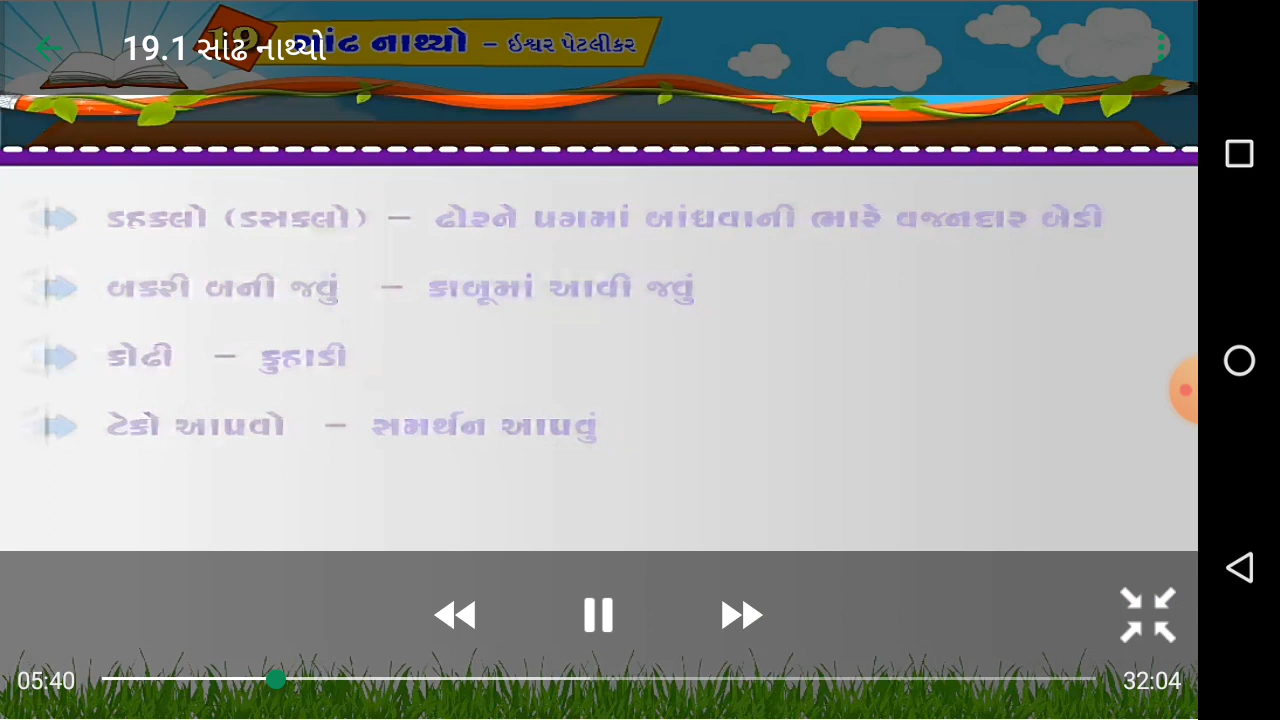 19 સાંઢ નાથ્યો – ઈશ્વર પેટલીકર
19.1 સાંઢ નાથ્યો
ડહકલો (ડસકલો) – ઢોરને પગમાં બાંધવાની ભારે વજનદાર બેડી
બકરી બની જવું – કાબૂમાં આવી જવું
કોઢી – કુહાડી
ટેકો આપવો – સમર્થન આપવું
05:40
32:04